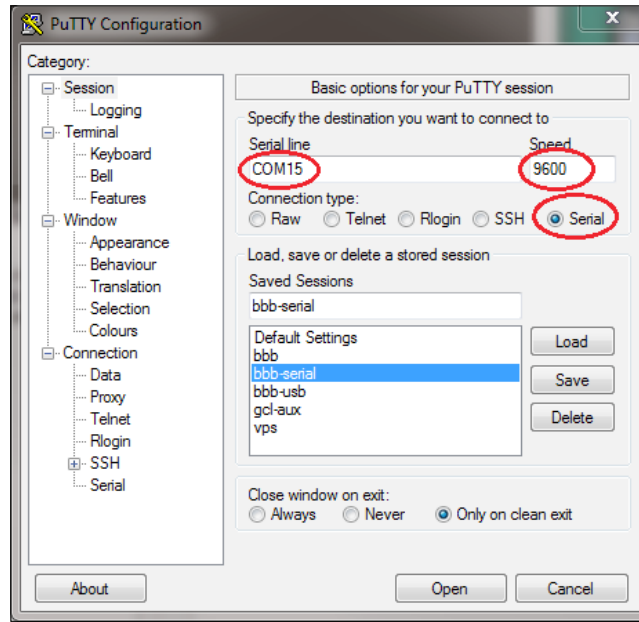 PuTTY Configuration
x
Category:
Session
Logging
Terminal
Keyboard
Bell
Features
Window
Appearance
Behaviour
Translation
Selection
Colours
Connection
Data
Proxy
Telnet
Rlogin
SSH
Serial
Basic options for your PuTTY session
Specify the destination you want to connect to
Serial line Speed
COM15 9600
Connection type:
Raw Telnet Rlogin SSH Serial
Load, save or delete a stored session
Saved Sessions
bbb-serial
Default Settings
bbb
bbb-serial
bbb-usb
gcl-aux
vps
Load
Save
Delete
Close window on exit:
Always Never Only on clean exit
About Open Cancel